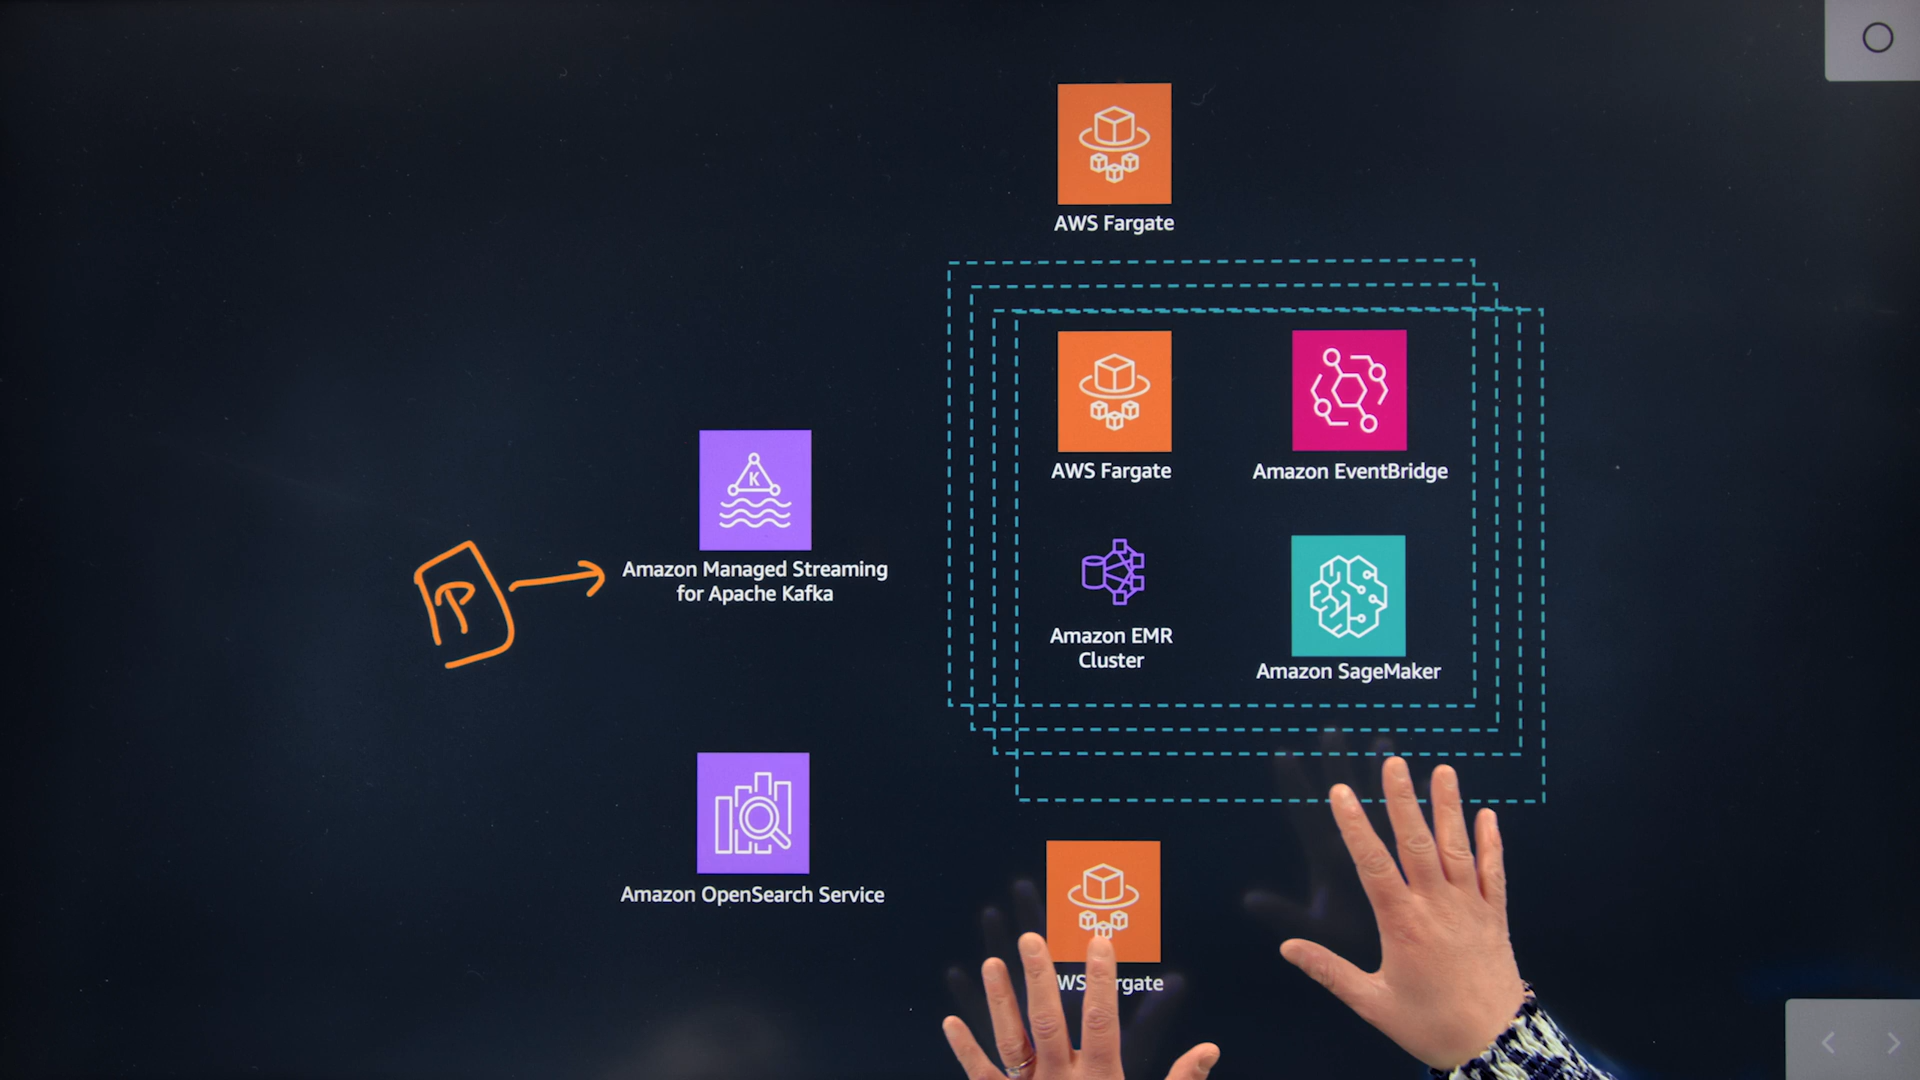 AWS Fargate
AWS Fargate
Amazon EventBridge
K
Amazon Managed Streaming
for Apache Kafka
P
Amazon EMR
Cluster
Amazon SageMaker
Amazon OpenSearch Service